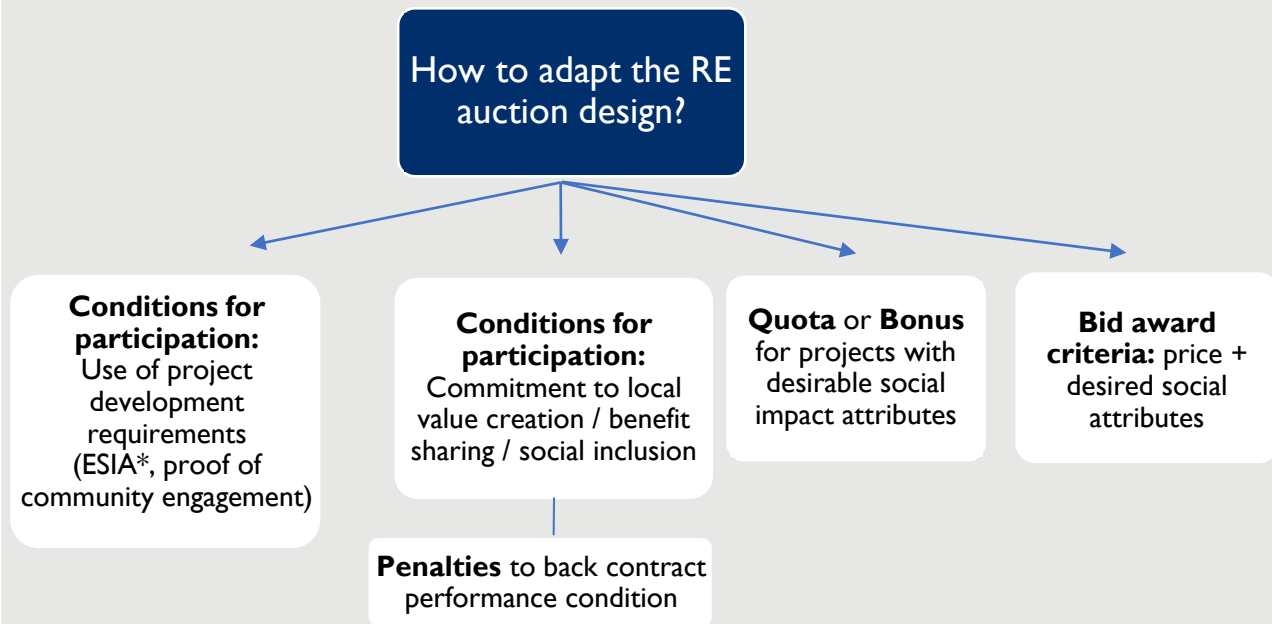 How to adapt the RE
auction design?
Conditions for
participation:
Use of project
development
requirements
(ESIA*, proof of
community engagement)
Conditions for
participation:
Commitment to local
value creation / benefit
sharing / social inclusion
Penalties to back contract
performance condition
Quota or Bonus
for projects with
desirable social
impact attributes
Bid award
criteria: price +
desired social
attributes